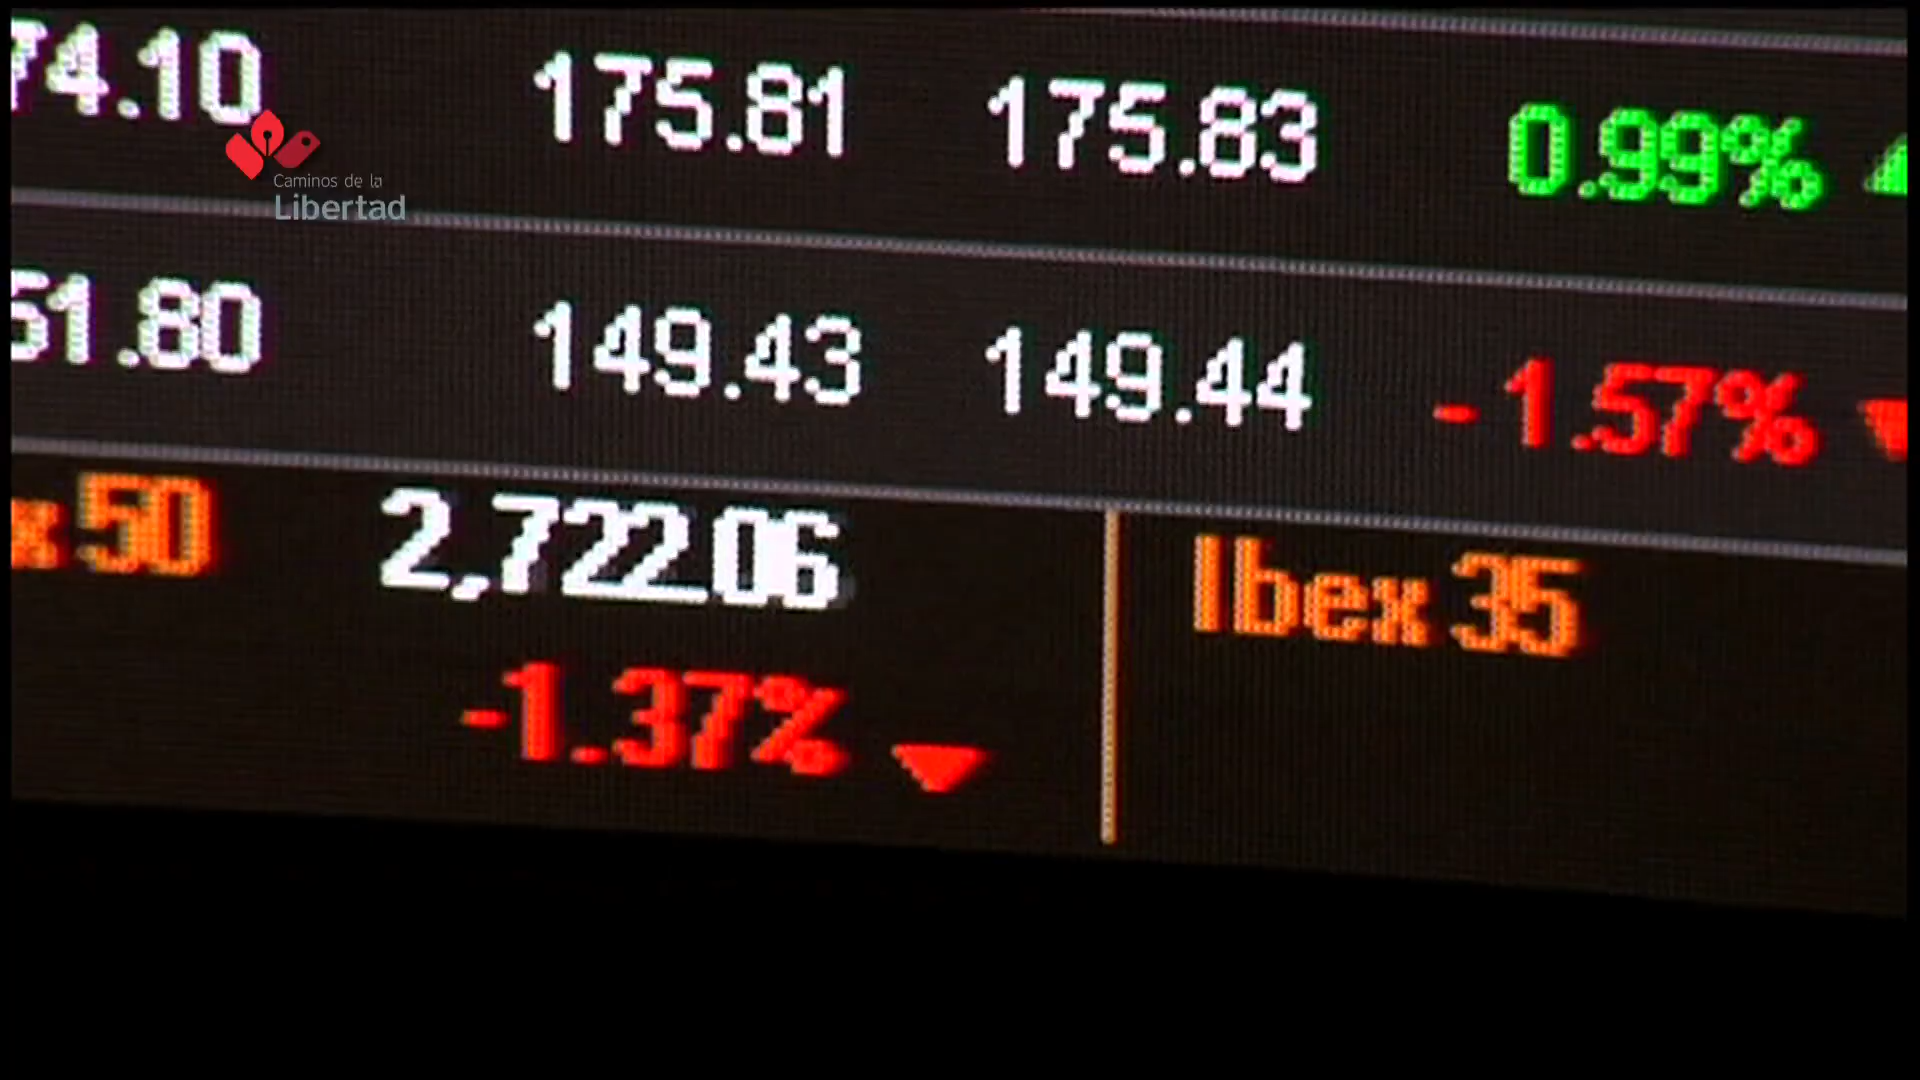 74.10 175.81 175.83 0.99%
Caminos de la
Libertad
51.80 149.43 149.44 -1.57%
x 50 2,722.06 Ibex 35
-1.37%